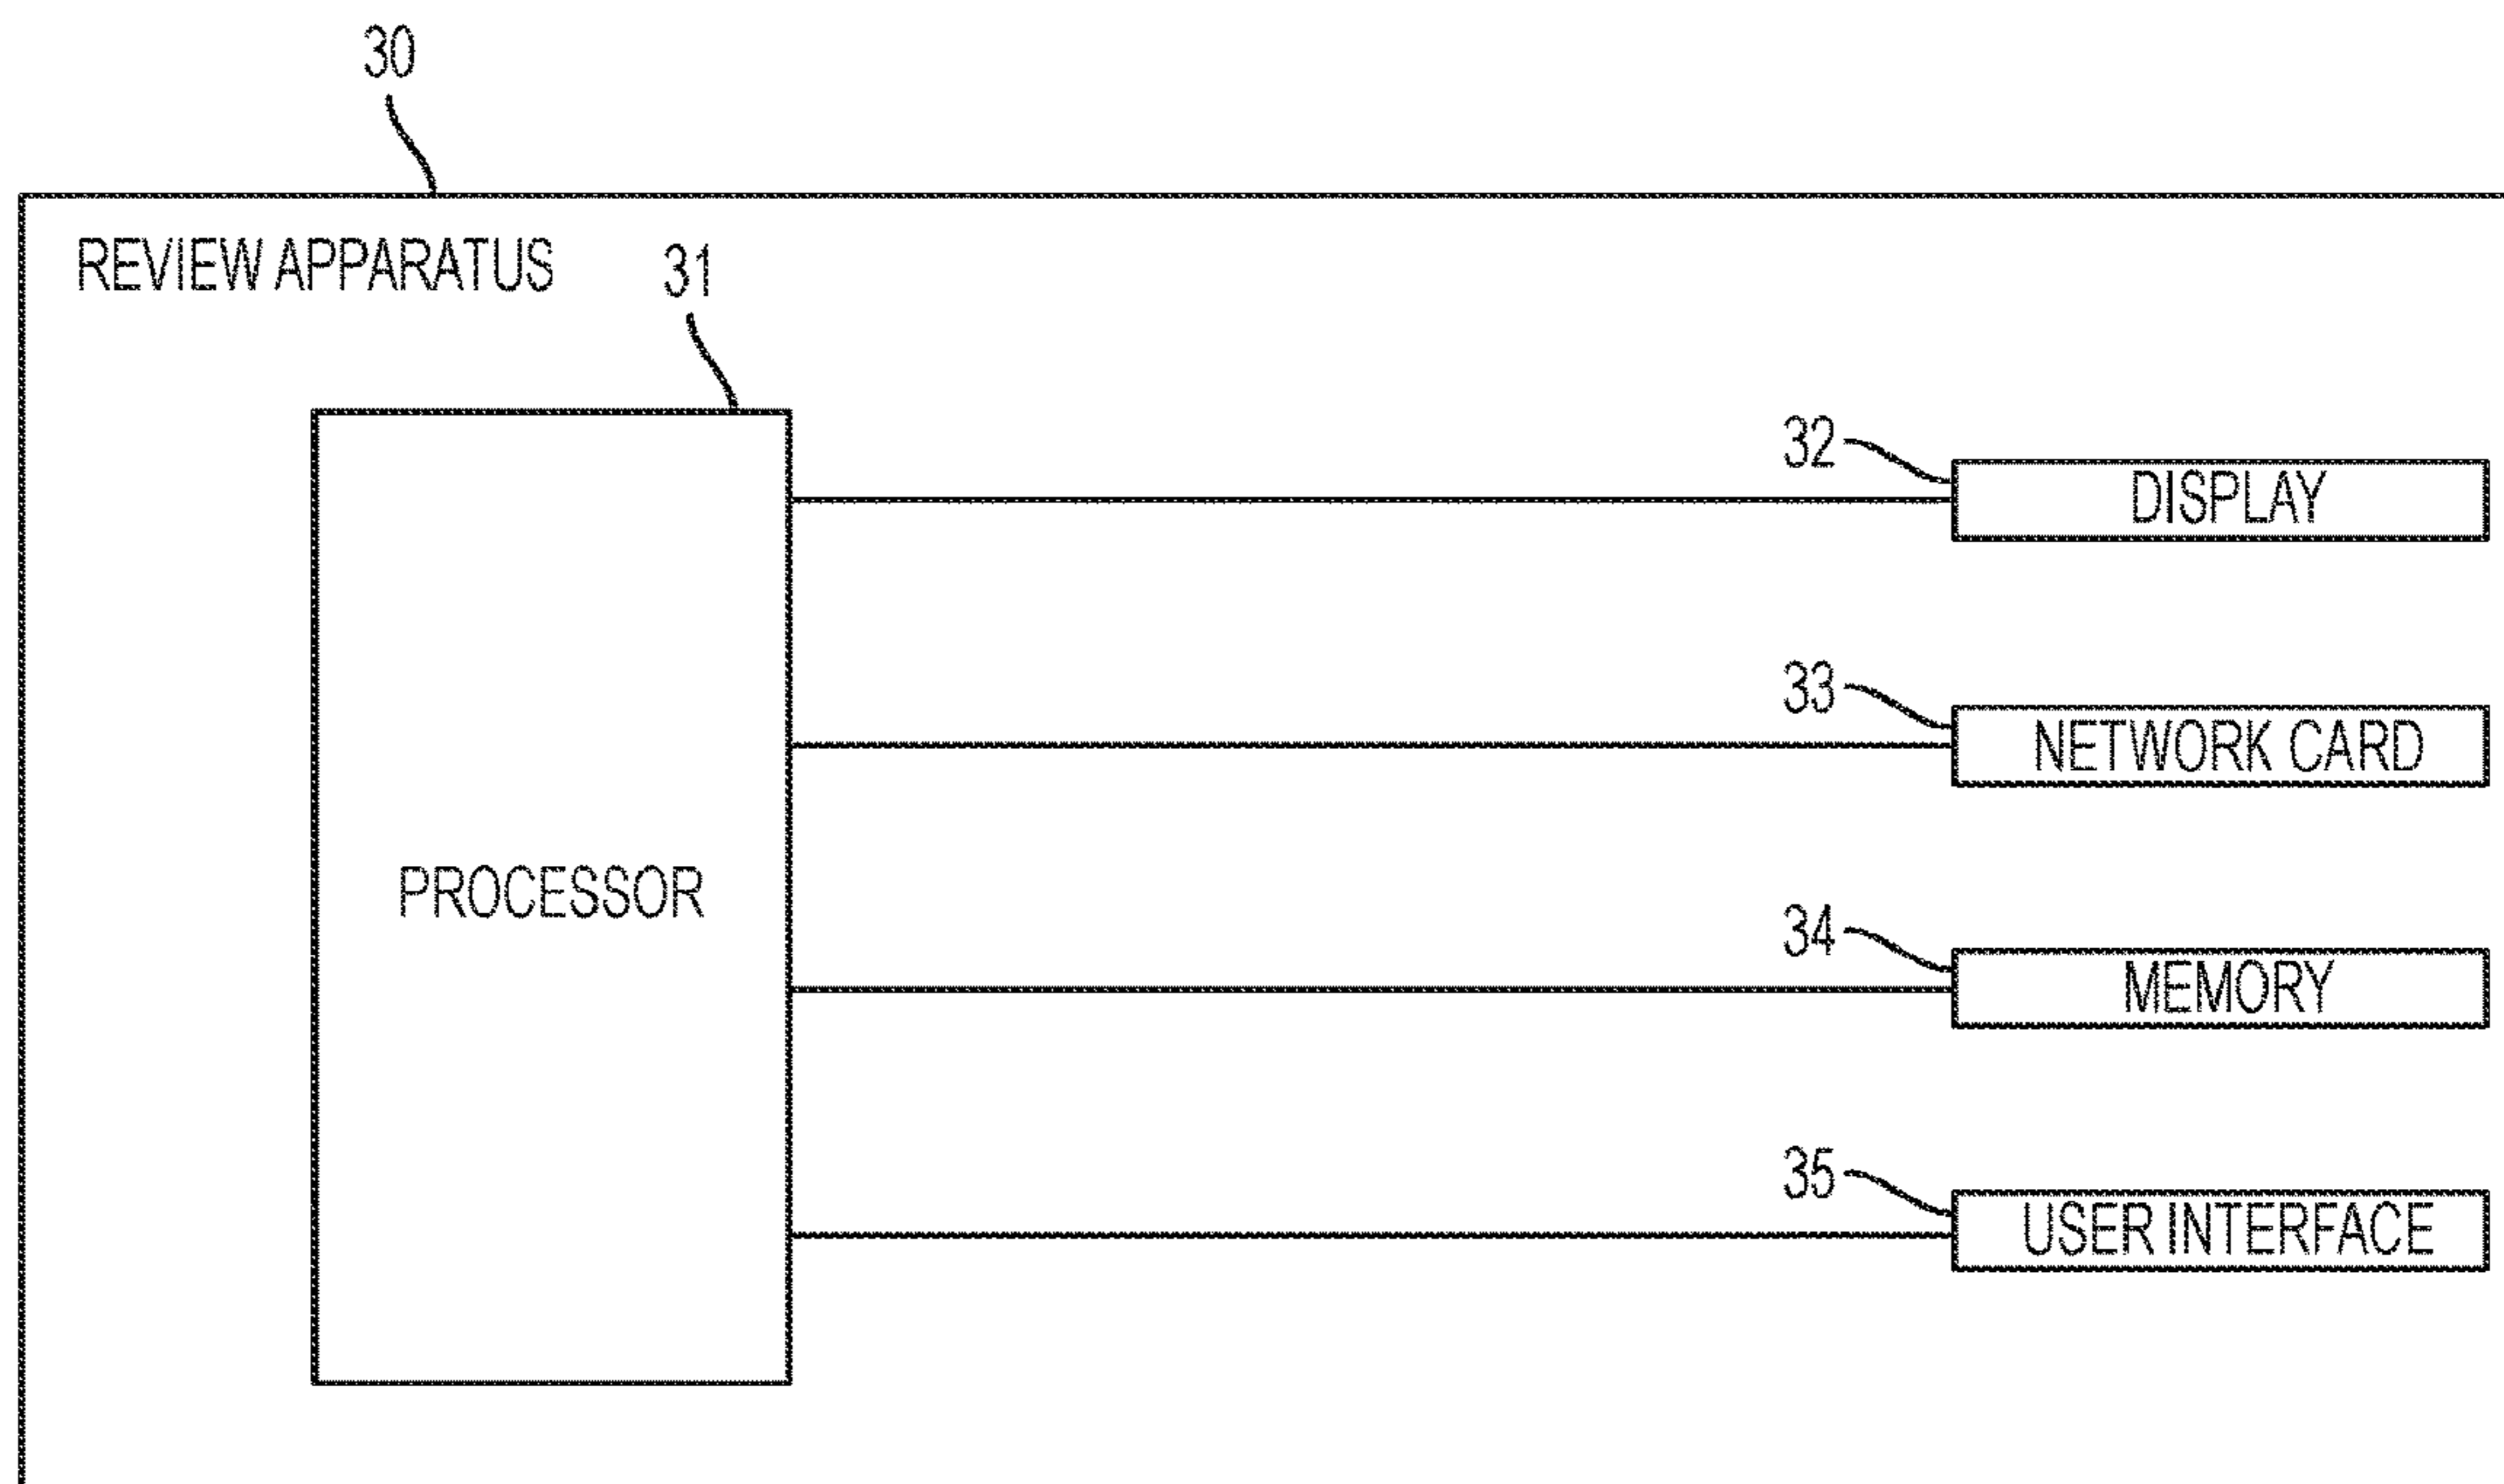 30
REVIEW APPARATUS
31
32
DISPLAY
33
NETWORK CARD
PROCESSOR
34
MEMORY
35
USER INTERFACE